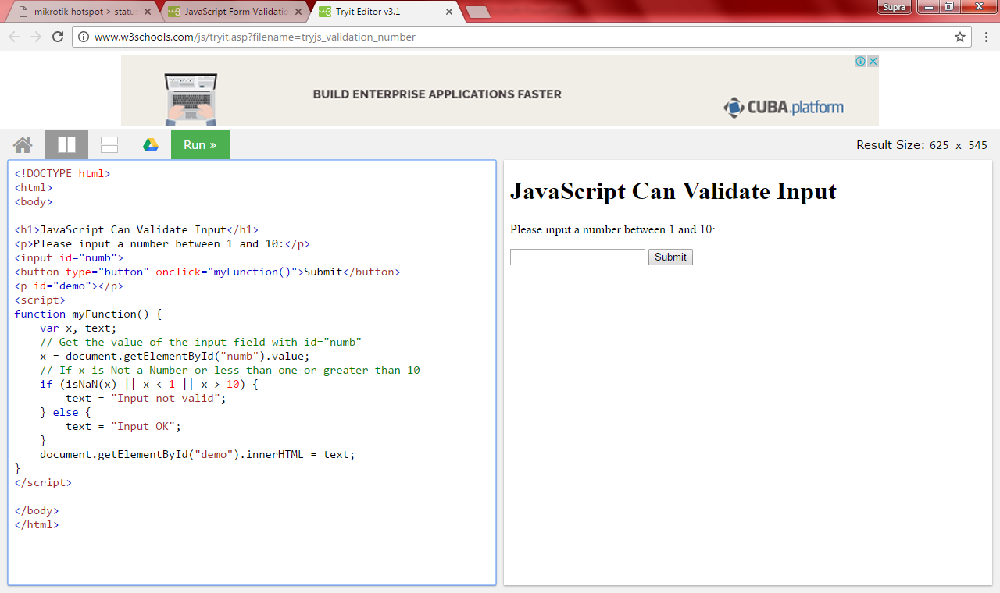 mikrotik hotspot > statu
JavaScript Form Validatio
Tryit Editor v3.1
Supra
www.w3schools.com/js/tryit.asp?filename=tryjs_validation_number
BUILD ENTERPRISE APPLICATIONS FASTER
CUBA.platform
Run »
Result Size: 625 x 545
<!DOCTYPE html>
<html>
<body>
<h1>JavaScript Can Validate Input</h1>
<p>Please input a number between 1 and 10:</p>
<input id="numb">
<button type="button" onclick="myFunction()">Submit</button>
<p id="demo"></p>
<script>
function myFunction() {
    var x, text;
    // Get the value of the input field with id="numb"
    x = document.getElementById("numb").value;
    // If x is Not a Number or less than one or greater than 10
    if (isNaN(x) || x < 1 || x > 10) {
        text = "Input not valid";
    } else {
        text = "Input OK";
    }
    document.getElementById("demo").innerHTML = text;
}
</script>
</body>
</html>
JavaScript Can Validate Input
Please input a number between 1 and 10:
Submit